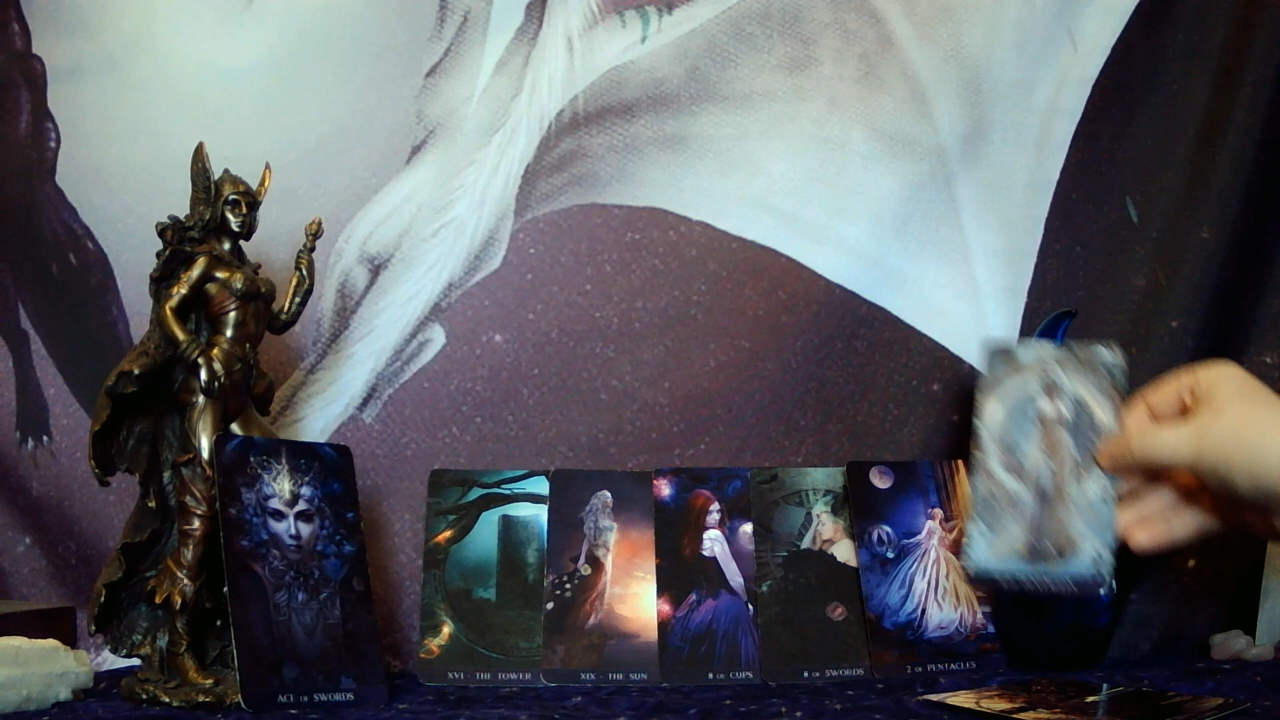 ACE OF SWORDS
XVI · THE TOWER
XIX · THE SUN
8 OF CUPS
8 OF SWORDS
2 OF PENTACLES